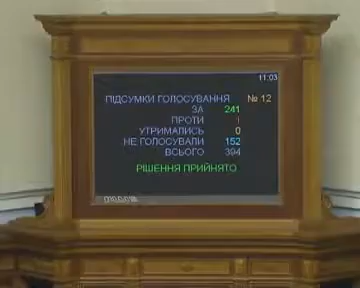 11:03
ПІДСУМКИ ГОЛОСУВАННЯ № 12
ЗА 241
ПРОТИ 1
УТРИМАЛИСЬ 0
НЕ ГОЛОСУВАЛИ 152
ВСЬОГО 394
РІШЕННЯ ПРИЙНЯТО